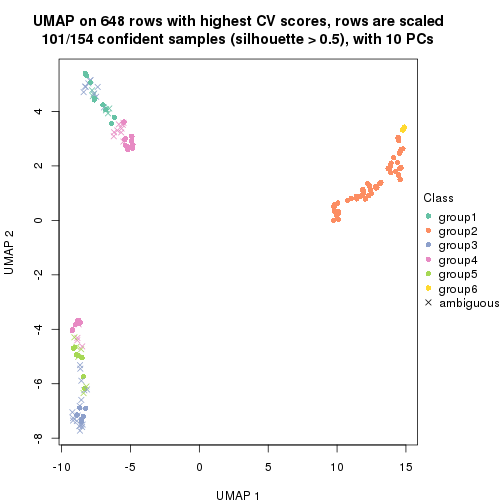 UMAP on 648 rows with highest CV scores, rows are scaled
101/154 confident samples (silhouette > 0.5), with 10 PCs
4
2
0
-2
-4
-6
-8
UMAP 2
-10
-5
0
5
10
15
UMAP 1
Class
group1
group2
group3
group4
group5
group6
ambiguous